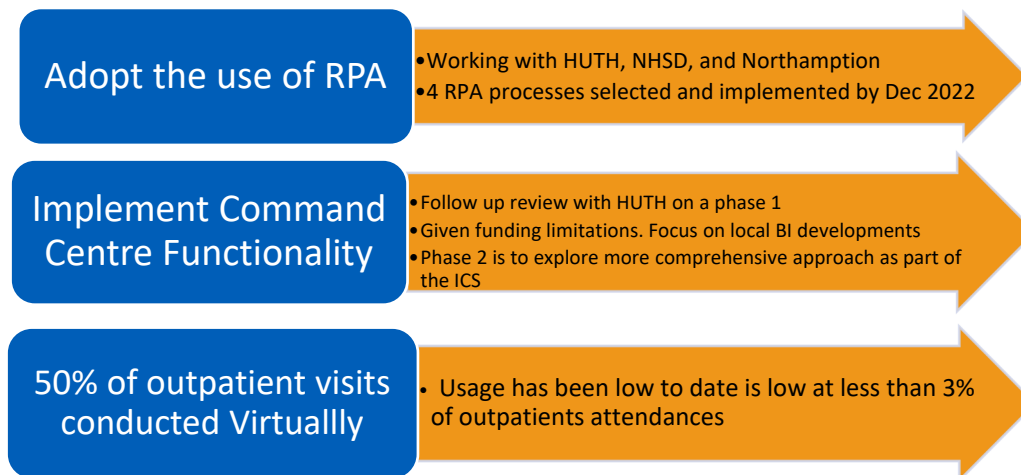 Adopt the use of RPA
•Working with HUTH, NHSD, and Northamption
•4 RPA processes selected and implemented by Dec 2022
Implement Command
Centre Functionality
•Follow up review with HUTH on a phase 1
•Given funding limitations. Focus on local BI developments
•Phase 2 is to explore more comprehensive approach as part of
the ICS
50% of outpatient visits
conducted Virtuallly
• Usage has been low to date is low at less than 3%
of outpatients attendances